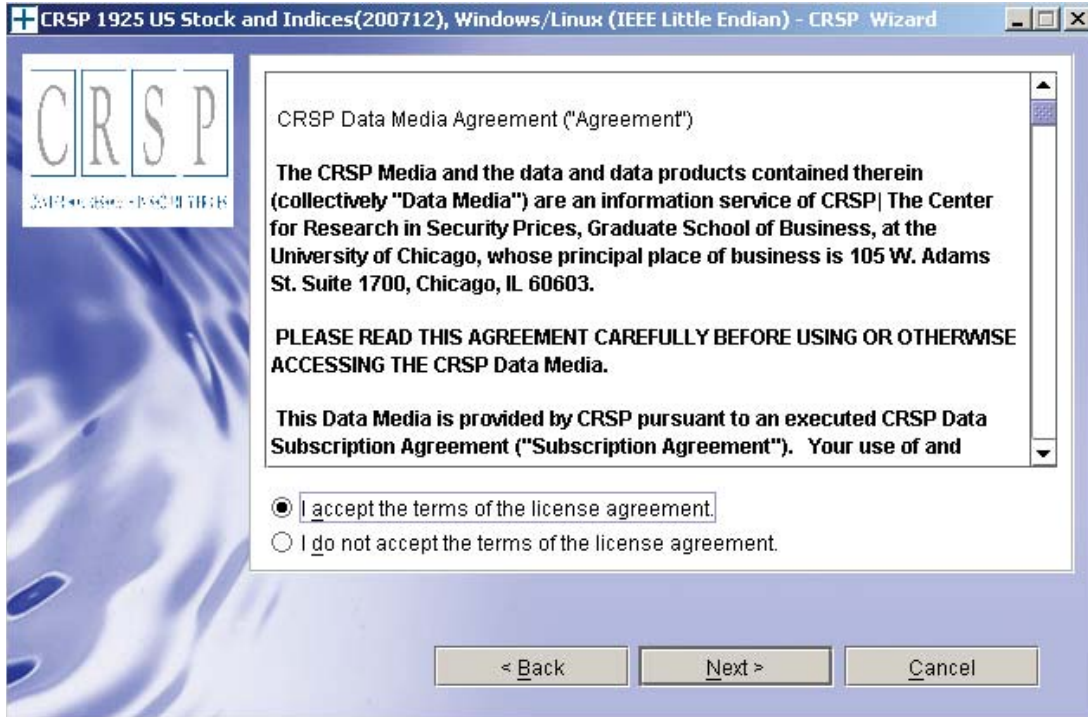 CRSP 1925 US Stock and Indices(200712), Windows/Linux (IEEE Little Endian) - CRSP Wizard
CRSP
CRSP Data Media Agreement ("Agreement")
The CRSP Media and the data and data products contained therein
(collectively "Data Media") are an information service of CRSP| The Center
for Research in Security Prices, Graduate School of Business, at the
University of Chicago, whose principal place of business is 105 W. Adams
St. Suite 1700, Chicago, IL 60603.
PLEASE READ THIS AGREEMENT CAREFULLY BEFORE USING OR OTHERWISE
ACCESSING THE CRSP Data Media.
This Data Media is provided by CRSP pursuant to an executed CRSP Data
Subscription Agreement ("Subscription Agreement"). Your use of and
I accept the terms of the license agreement.
I do not accept the terms of the license agreement.
< Back
Next >
Cancel